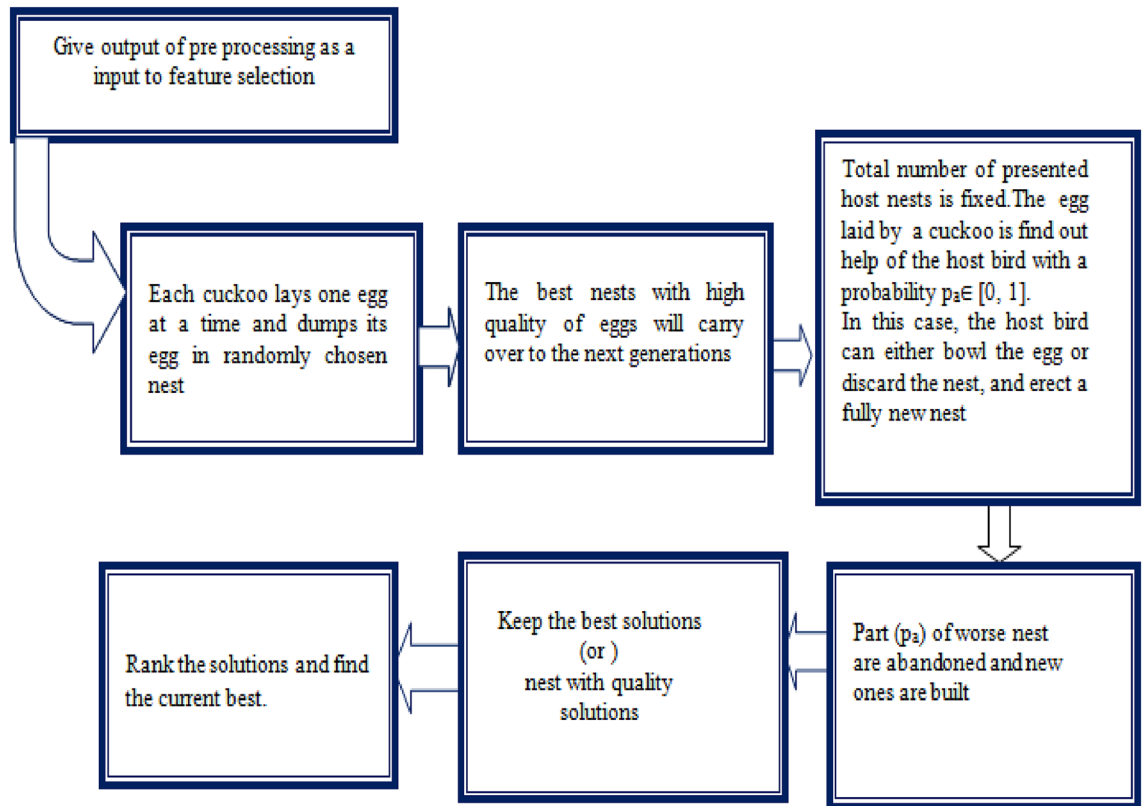 Give output of pre processing as a
input to feature selection
Each cuckoo lays one egg
at a time and dumps its
egg in randomly chosen
nest
The best nests with high
quality of eggs will carry
over to the next generations
Total number of presented
host nests is fixed.The egg
laid by a cuckoo is find out
help of the host bird with a
probability pₐ∈ [0, 1].
In this case, the host bird
can either bowl the egg or
discard the nest, and erect a
fully new nest
Part (pₐ) of worse nest
are abandoned and new
ones are built
Keep the best solutions
(or )
nest with quality
solutions
Rank the solutions and find
the current best.